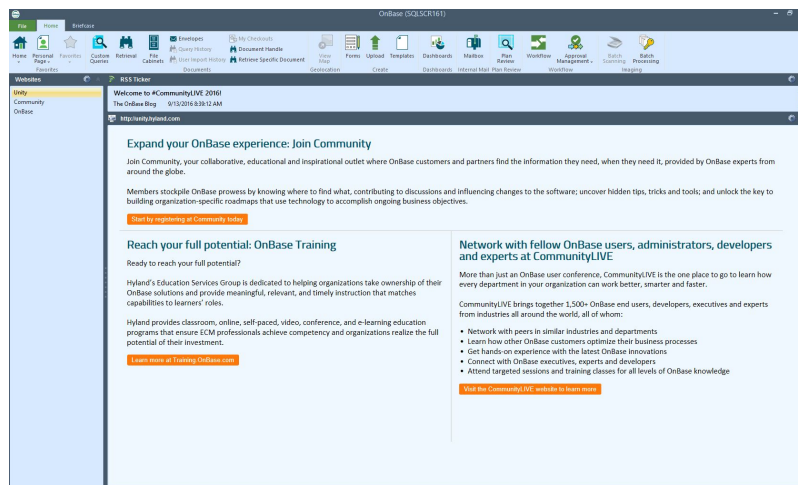 OnBase (SQLSCR161)
File Home Briefcase
Home Personal Page Favorites Custom Queries Retrieval File Cabinets
Envelopes
Query History
User Import History
My Checkouts
Document Handle
Retrieve Specific Document
View Map Forms Upload Templates Dashboards Mailbox Plan Review Workflow Approval Management Batch Scanning Batch Processing
Favorites Documents Geolocation Create Dashboards Internal Mail Plan Review Workflow Imaging
Websites
Unity
Community
OnBase
RSS Ticker
Welcome to #CommunityLIVE 2016!
The OnBase Blog 9/13/2016 8:39:12 AM
http://unity.hyland.com
Expand your OnBase experience: Join Community
Join Community, your collaborative, educational and inspirational outlet where OnBase customers and partners find the information they need, when they need it, provided by OnBase experts from
around the globe.
Members stockpile OnBase prowess by knowing where to find what, contributing to discussions and influencing changes to the software; uncover hidden tips, tricks and tools; and unlock the key to
building organization-specific roadmaps that use technology to accomplish ongoing business objectives.
Start by registering at Community today
Reach your full potential: OnBase Training
Ready to reach your full potential?
Hyland's Education Services Group is dedicated to helping organizations take ownership of their
OnBase solutions and provide meaningful, relevant, and timely instruction that matches
capabilities to learners' roles.
Hyland provides classroom, online, self-paced, video, conference, and e-learning education
programs that ensure ECM professionals achieve competency and organizations realize the full
potential of their investment.
Learn more at Training.OnBase.com
Network with fellow OnBase users, administrators, developers
and experts at CommunityLIVE
More than just an OnBase user conference, CommunityLIVE is the one place to go to learn how
every department in your organization can work better, smarter and faster.
CommunityLIVE brings together 1,500+ OnBase end users, developers, executives and experts
from industries all around the world, all of whom:
• Network with peers in similar industries and departments
• Learn how other OnBase customers optimize their business processes
• Get hands-on experience with the latest OnBase innovations
• Connect with OnBase executives, experts and developers
• Attend targeted sessions and training classes for all levels of OnBase knowledge
Visit the CommunityLIVE website to learn more